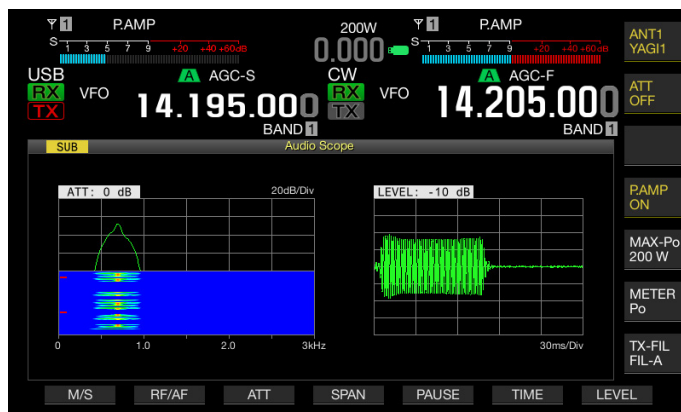 1 P.AMP 200W 1 P.AMP ANT1
YAGI1
S 1 3 5 7 9 +20 +40 +60dB 0.000 S 1 3 5 7 9 +20 +40 +60dB
USB A AGC-S CW A AGC-F
RX VFO 14.195.000 RX VFO 14.205.000 ATT
OFF
TX TX
BAND 1 BAND 1
SUB Audio Scope
ATT: 0 dB 20dB/Div LEVEL: -10 dB P.AMP
ON
MAX-Po
200 W
METER
Po
0 1.0 2.0 3kHz 30ms/Div TX-FIL
FIL-A
M/S RF/AF ATT SPAN PAUSE TIME LEVEL